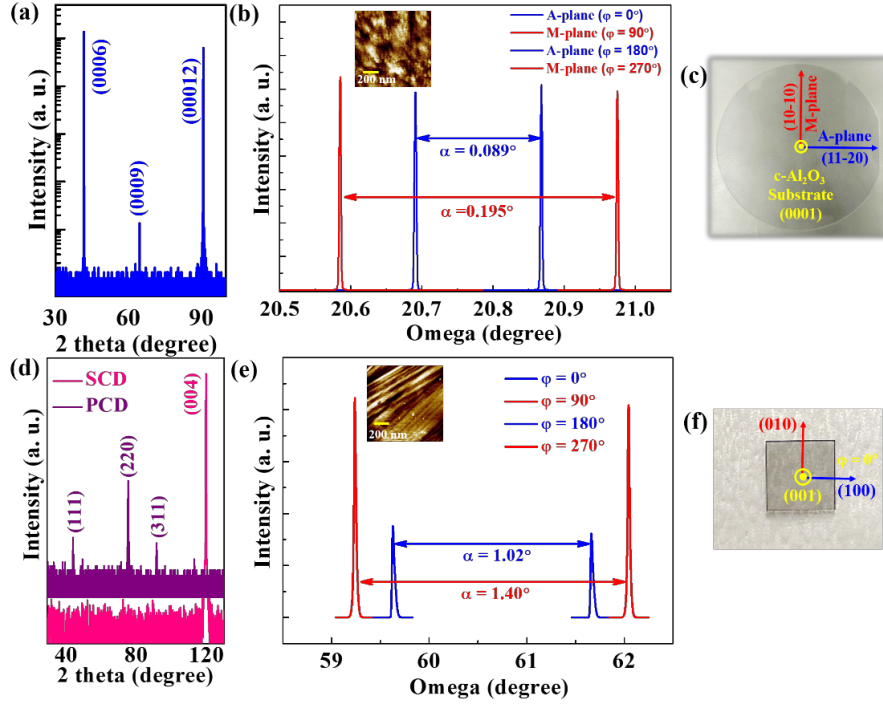 (a)
Intensity (a. u.)
(0006)
(0009)
(00012)
30
60
90
2 theta (degree)
(b)
Intensity (a. u.)
200 nm
A-plane (φ = 0°)
M-plane (φ = 90°)
A-plane (φ = 180°)
M-plane (φ = 270°)
α = 0.089°
α =0.195°
20.5
20.6
20.7
20.8
20.9
21.0
Omega (degree)
(c)
(10-10)
M-plane
A-plane
(11-20)
c-Al₂O₃
Substrate
(0001)
(d)
Intensity (a. u.)
SCD
PCD
(004)
(111)
(220)
(311)
40
80
120
2 theta (degree)
(e)
Intensity (a. u.)
200 nm
φ = 0°
φ = 90°
φ = 180°
φ = 270°
α = 1.02°
α = 1.40°
59
60
61
62
Omega (degree)
(f)
(010)
φ = 0°
(001)
(100)